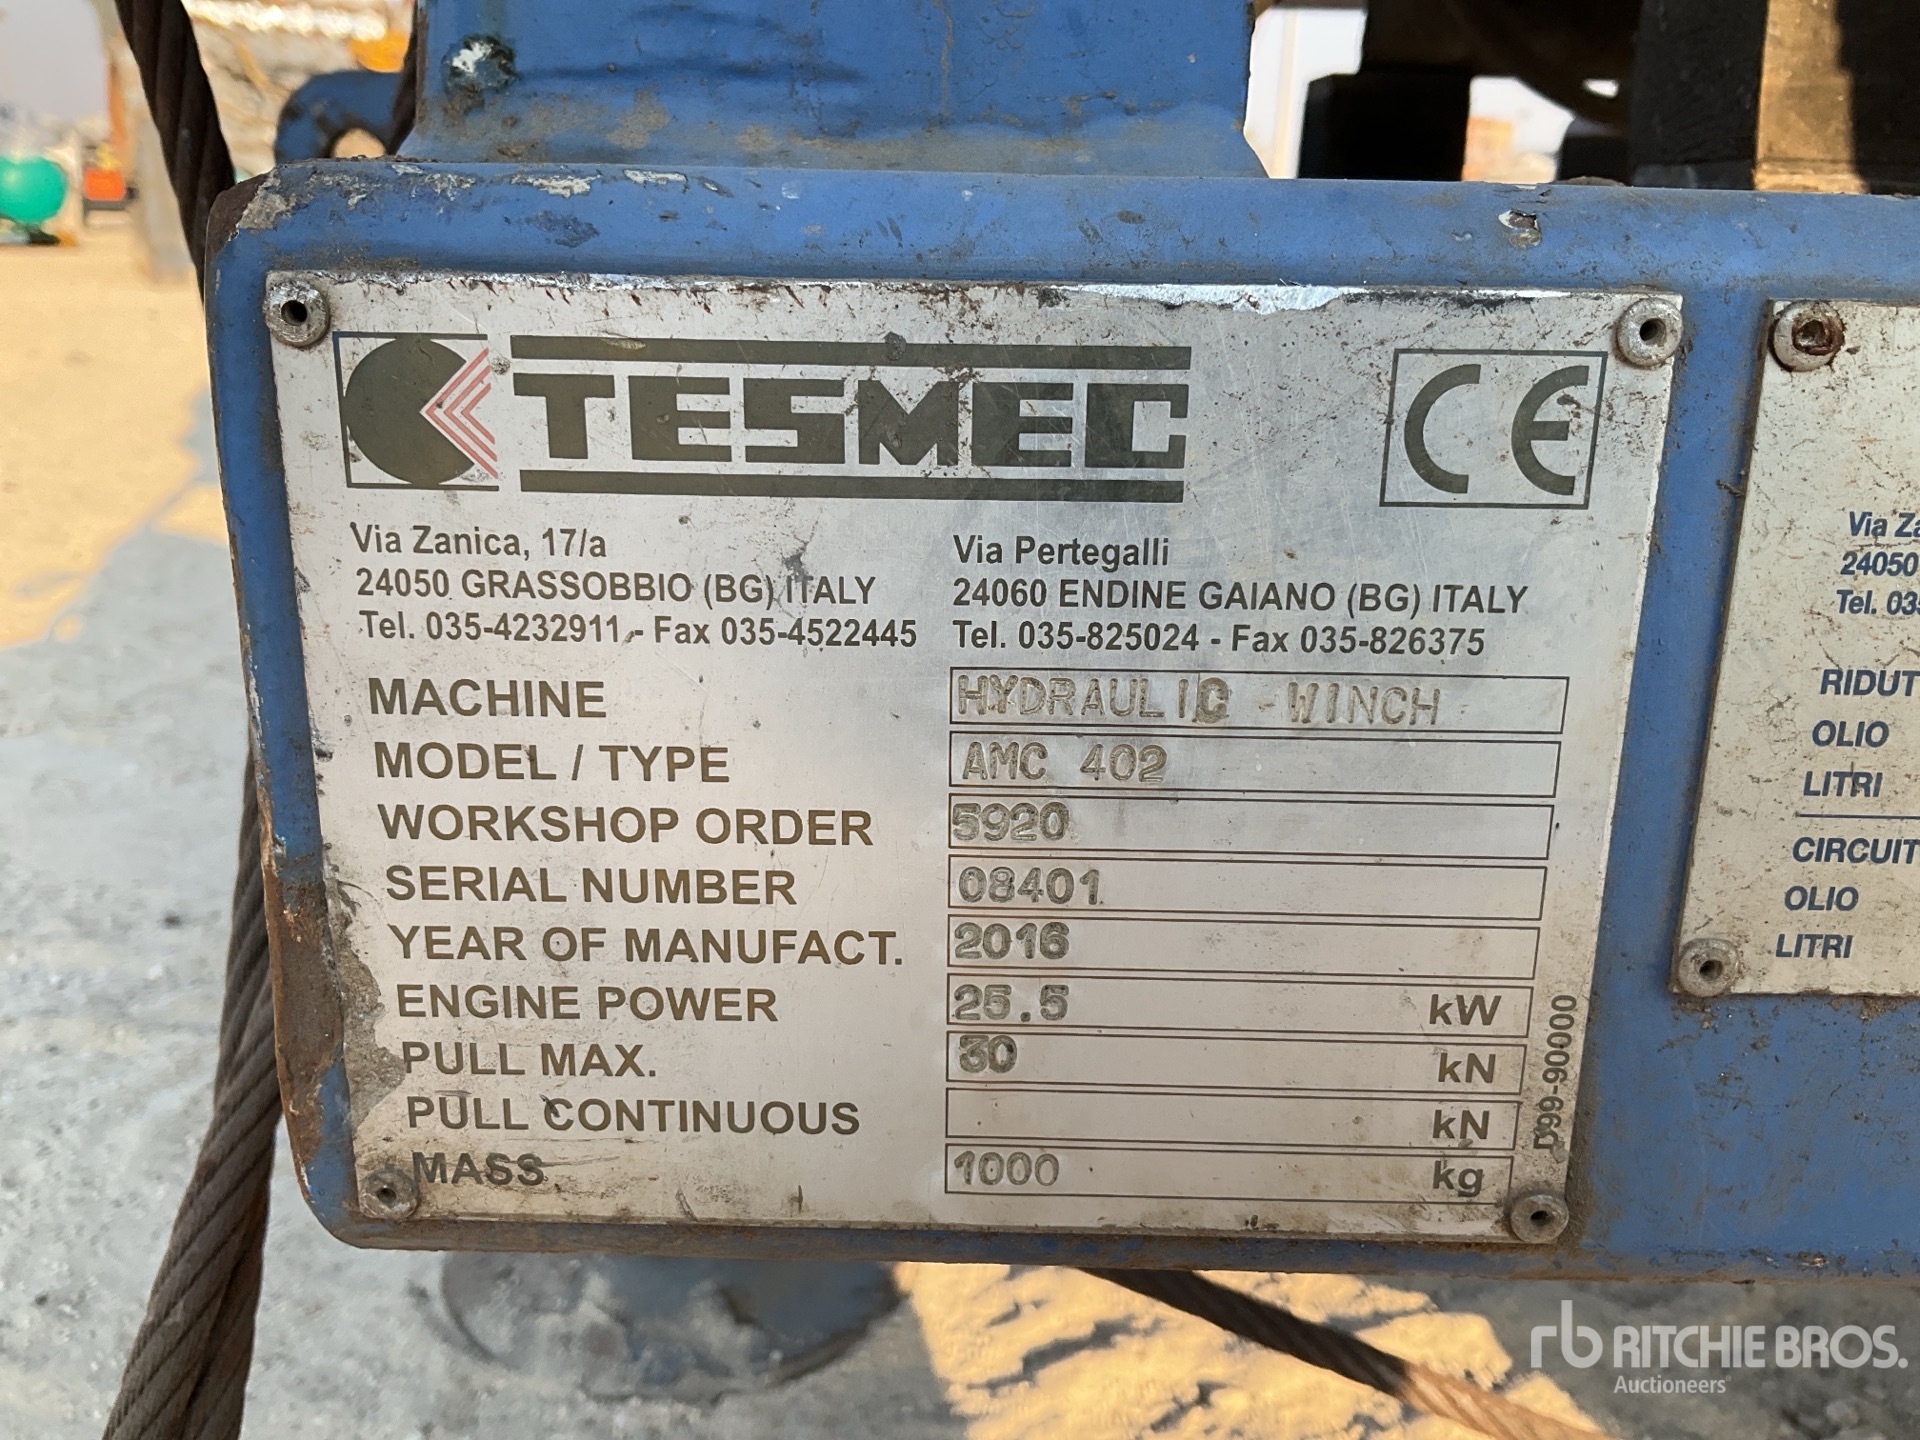 TESMEC
CE
Via Zanica, 17/a
24050 GRASSOBBIO (BG) ITALY
Tel. 035-4232911 - Fax 035-4522445
Via Pertegalli
24060 ENDINE GAIANO (BG) ITALY
Tel. 035-825024 - Fax 035-826375
MACHINE HYDRAULIC - WINCH
MODEL / TYPE AMC 402
WORKSHOP ORDER 5920
SERIAL NUMBER 08401
YEAR OF MANUFACT. 2016
ENGINE POWER 25.5 kW
PULL MAX. 30 kN
PULL CONTINUOUS kN
MASS 1000 kg
D99-90000
Via Za
24050
Tel. 03
RIDUT
OLIO
LITRI
CIRCUIT
OLIO
LITRI
rb RITCHIE BROS.
Auctioneers